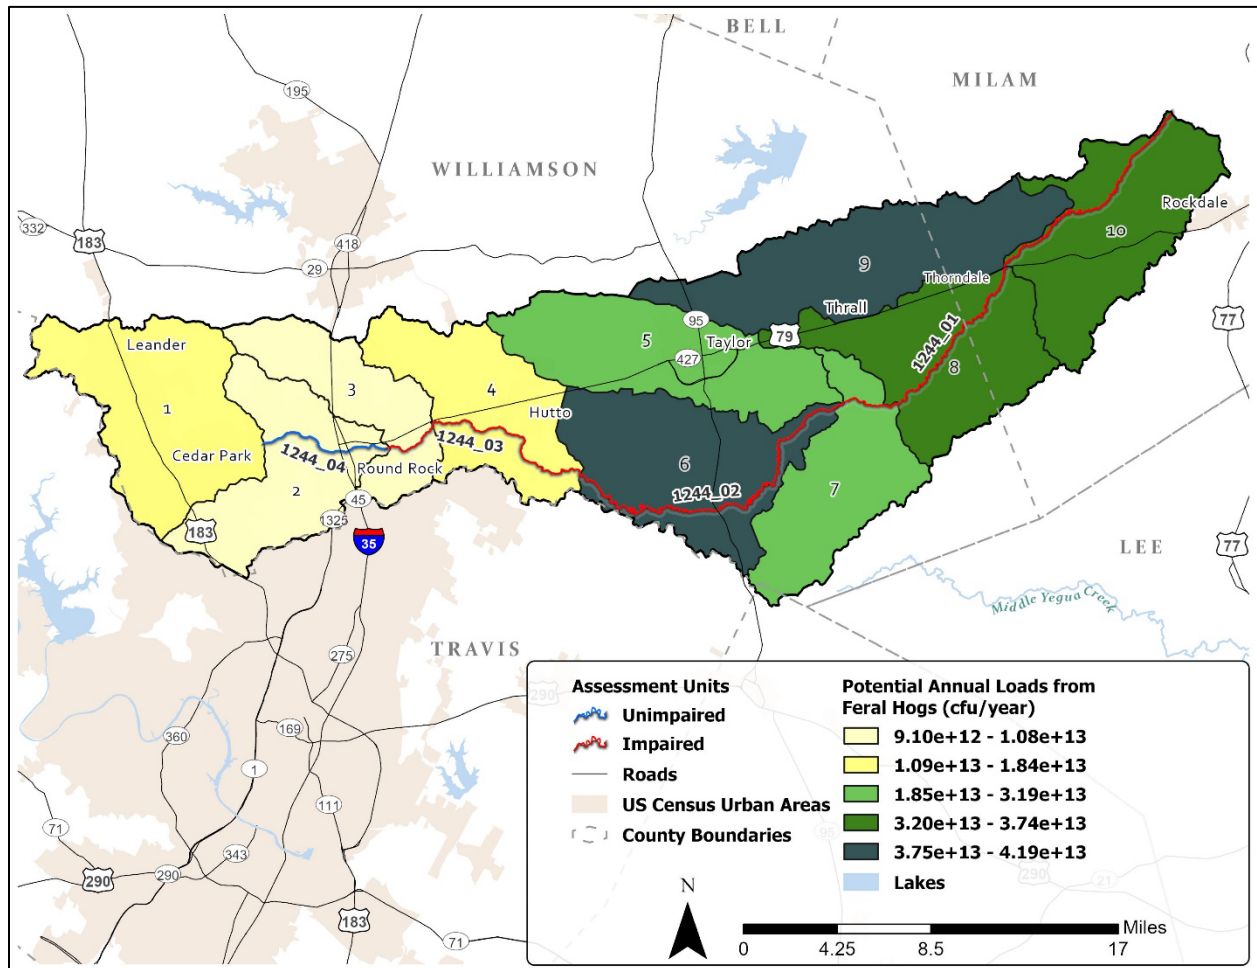 BELL
MILAM
195
WILLIAMSON
Rockdale
332
183
418
10
29
9
Thorndale
77
Thrall
95
5
79
Taylor
1244_01
Leander
427
3
8
4
1
Hutto
1244_03
Cedar Park
1244_04
Round Rock
6
7
2
1244_02
45
1325
183
35
LEE
77
Middle Yegua Creek
TRAVIS
275
290
360
169
1
111
71
343
290
290
183
71
95
290
21
Assessment Units
Unimpaired
Impaired
Roads
US Census Urban Areas
County Boundaries
Potential Annual Loads from
Feral Hogs (cfu/year)
9.10e+12 - 1.08e+13
1.09e+13 - 1.84e+13
1.85e+13 - 3.19e+13
3.20e+13 - 3.74e+13
3.75e+13 - 4.19e+13
Lakes
N
Miles
0 4.25 8.5 17